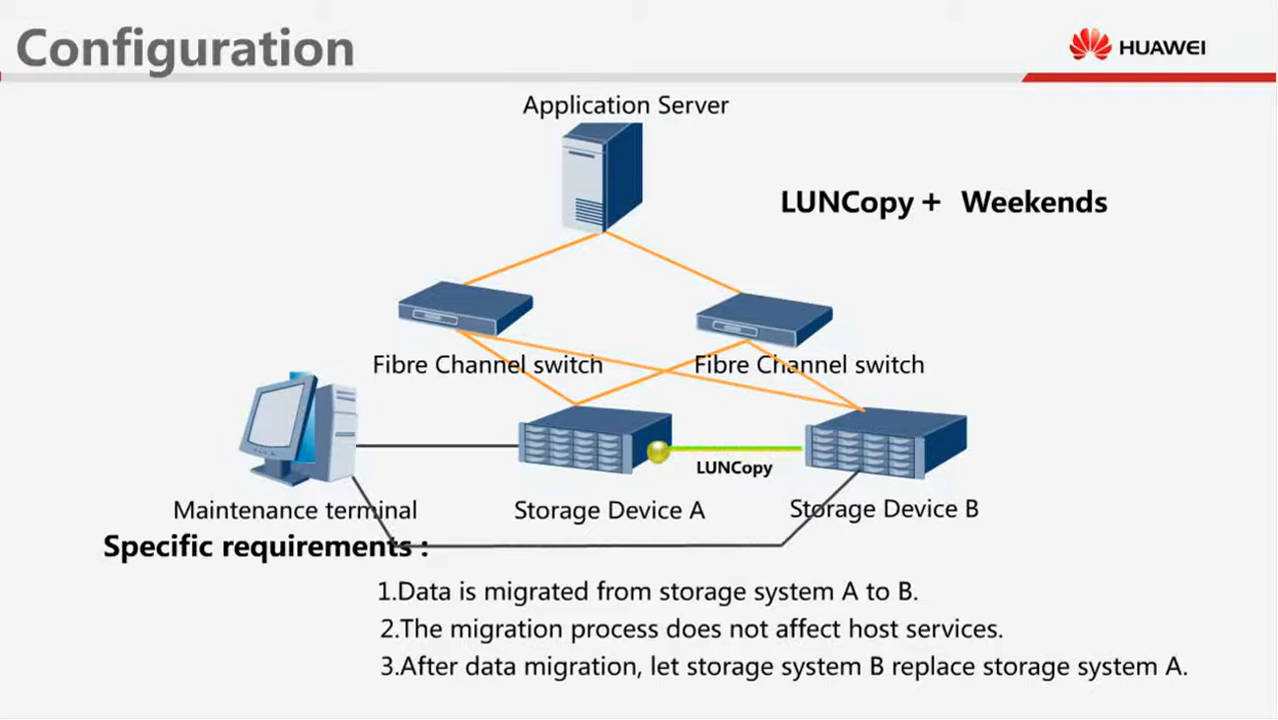 Configuration
HUAWEI
Application Server
LUNCopy + Weekends
Fibre Channel switch
Fibre Channel switch
LUNCopy
Maintenance terminal
Storage Device A
Storage Device B
Specific requirements :
1.Data is migrated from storage system A to B.
2.The migration process does not affect host services.
3.After data migration, let storage system B replace storage system A.